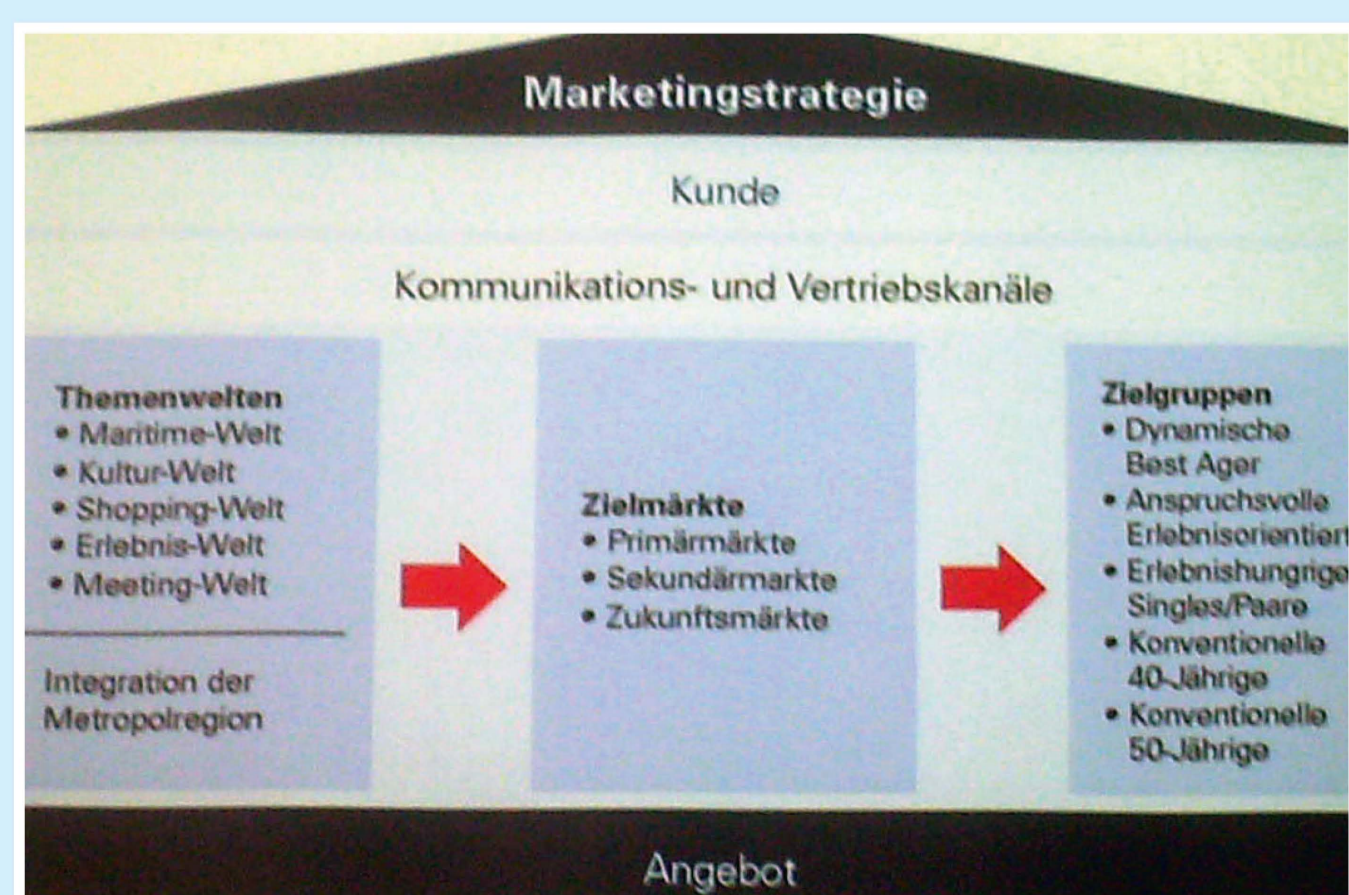 Marketingstrategie
Kunde
Kommunikations- und Vertriebskanäle
Themenwelten
• Maritime-Welt
• Kultur-Welt
• Shopping-Welt
• Erlebnis-Welt
• Meeting-Welt
Integration der
Metropolregion
Zielmärkte
• Primärmärkte
• Sekundärmarkte
• Zukunftsmärkte
Zielgruppen
• Dynamische
Best Ager
• Anspruchsvolle
Erlebnisorientiert
• Erlebnishungrige
Singles/Paare
• Konventionelle
40-Jährige
• Konventionelle
50-Jährige
Angebot